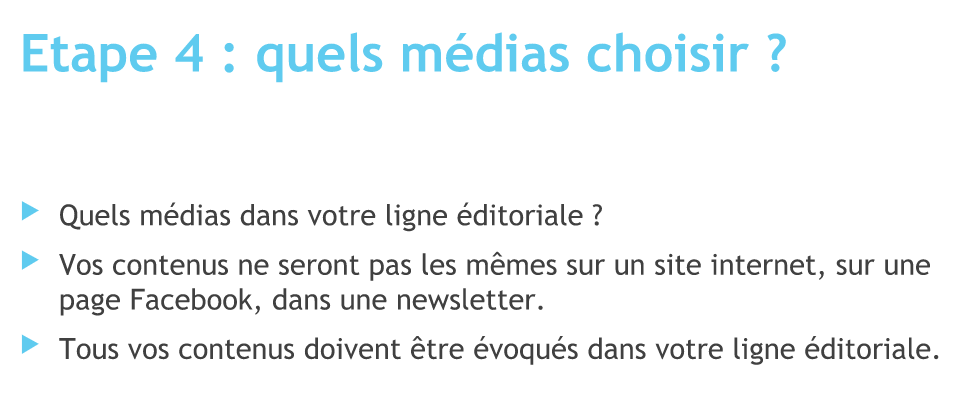 Etape 4 : quels médias choisir ?
Quels médias dans votre ligne éditoriale ?
Vos contenus ne seront pas les mêmes sur un site internet, sur une
page Facebook, dans une newsletter.
Tous vos contenus doivent être évoqués dans votre ligne éditoriale.